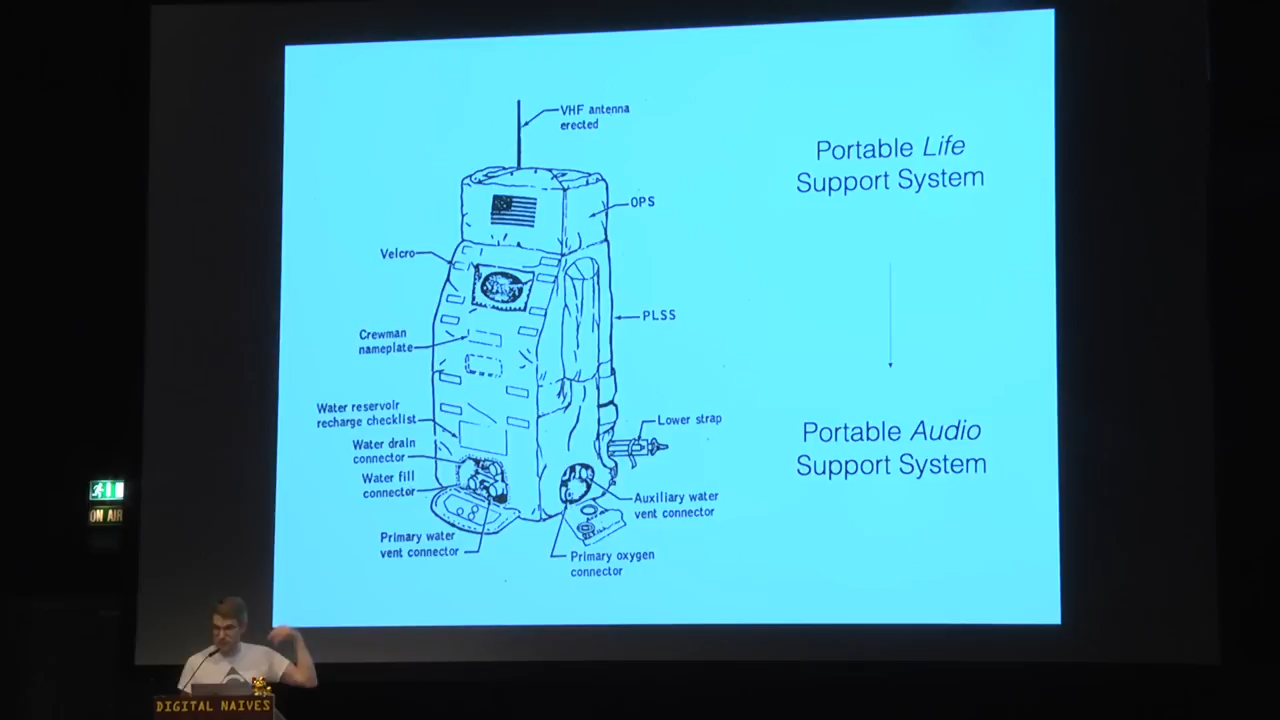 VHF antenna
erected
OPS
Velcro
PLSS
Crewman
nameplate
Water reservoir
recharge checklist
Lower strap
Water drain
connector
Water fill
connector
Auxiliary water
vent connector
Primary water
vent connector
Primary oxygen
connector
Portable Life
Support System
Portable Audio
Support System
ON AIR
DIGITAL NAIVES